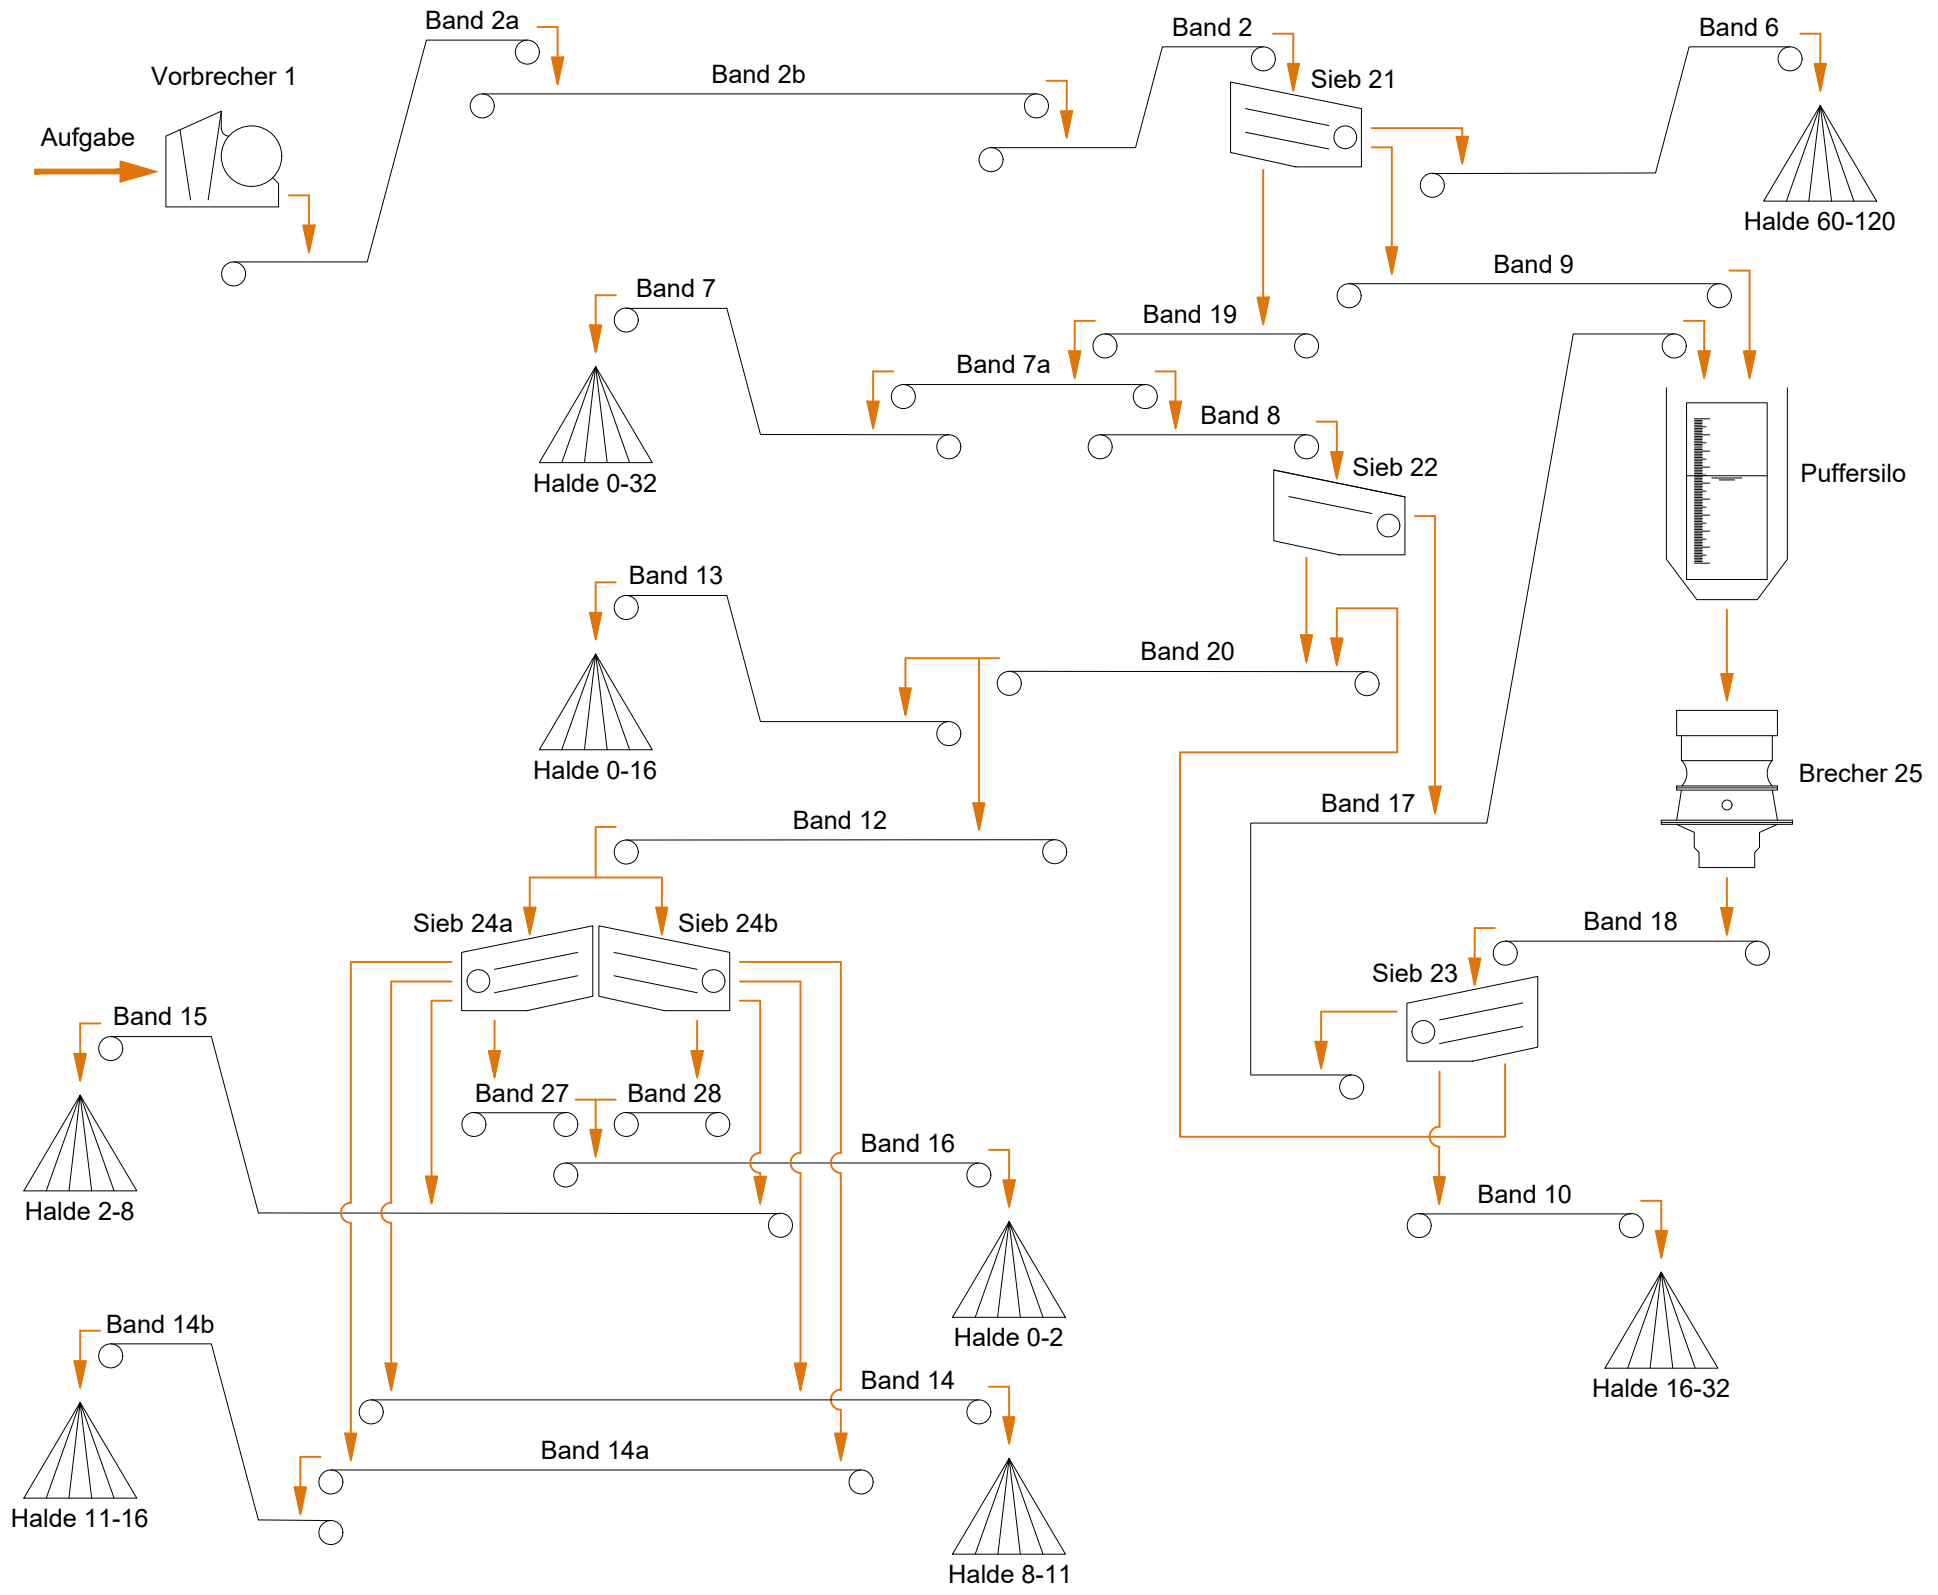 Band 2a
Band 2
Band 6
Vorbrecher 1
Band 2b
Sieb 21
Aufgabe
Halde 60-120
Band 9
Band 7
Band 19
Band 7a
Band 8
Sieb 22
Puffersilo
Halde 0-32
Band 13
Band 20
Halde 0-16
Brecher 25
Band 17
Band 12
Sieb 24a
Sieb 24b
Band 18
Sieb 23
Band 15
Band 27
Band 28
Band 16
Halde 2-8
Band 10
Band 14b
Halde 0-2
Band 14
Halde 16-32
Band 14a
Halde 11-16
Halde 8-11